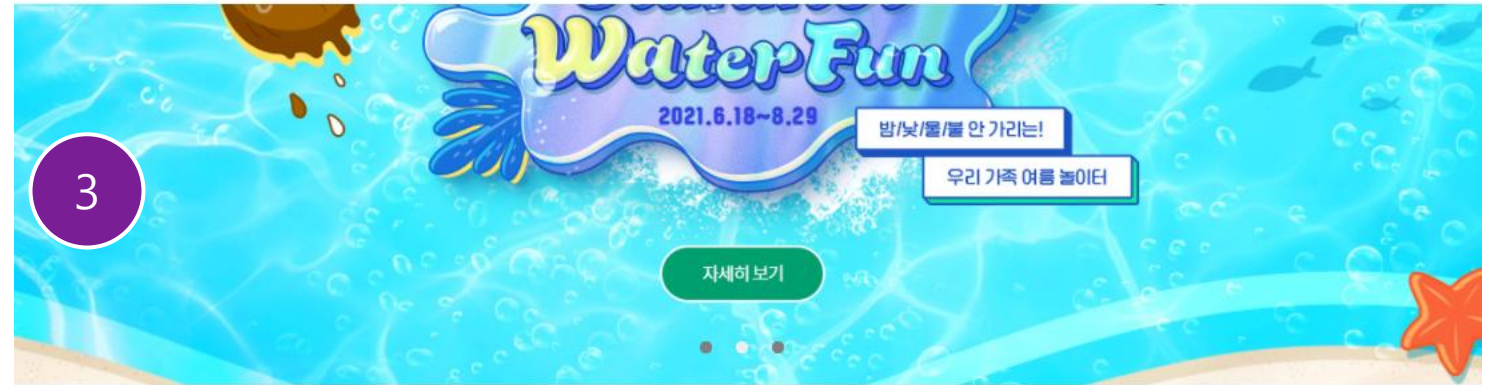 Water Fun
2021.6.18~8.29
밤/낮/물/불 안 가리는!
우리 가족 여름 놀이터
3
자세히 보기